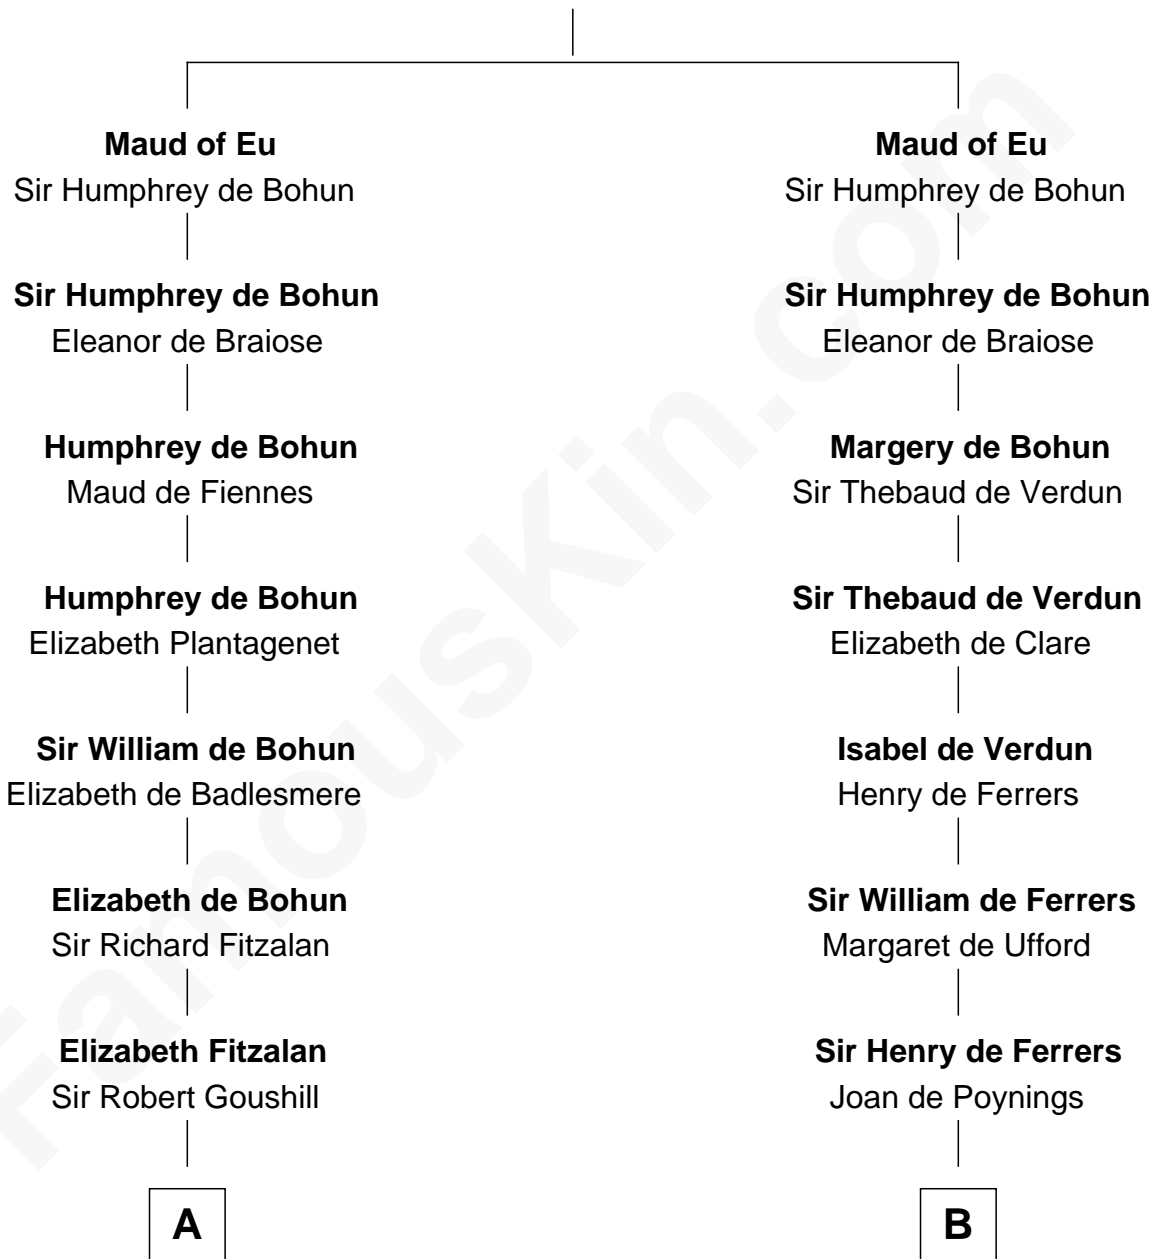 Maud of Eu
Sir Humphrey de Bohun
Sir Humphrey de Bohun
Eleanor de Braiose
Humphrey de Bohun
Maud de Fiennes
Humphrey de Bohun
Elizabeth Plantagenet
Sir William de Bohun
Elizabeth de Badlesmere
Elizabeth de Bohun
Sir Richard Fitzalan
Elizabeth Fitzalan
Sir Robert Goushill
A
Maud of Eu
Sir Humphrey de Bohun
Sir Humphrey de Bohun
Eleanor de Braiose
Margery de Bohun
Sir Thebaud de Verdun
Sir Thebaud de Verdun
Elizabeth de Clare
Isabel de Verdun
Henry de Ferrers
Sir William de Ferrers
Margaret de Ufford
Sir Henry de Ferrers
Joan de Poynings
B
FamousKin.com